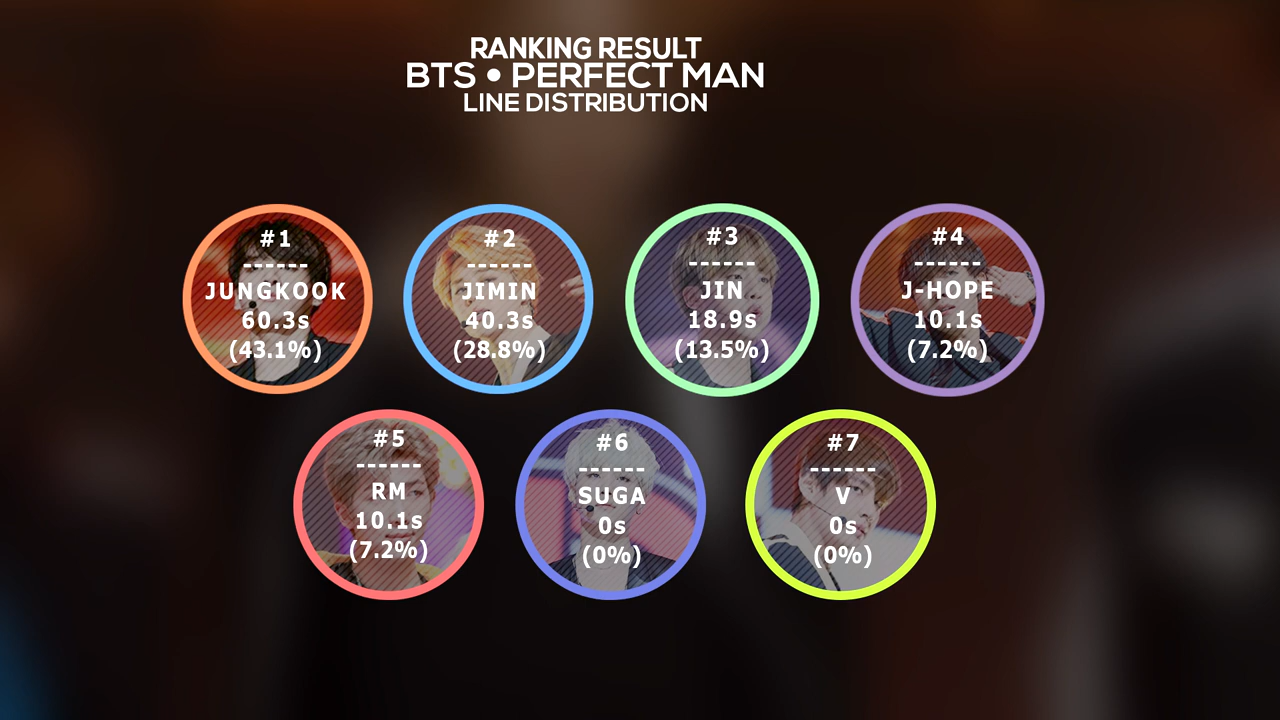 RANKING RESULT
BTS • PERFECT MAN
LINE DISTRIBUTION
#1
------
JUNGKOOK
60.3s
(43.1%)
#2
------
JIMIN
40.3s
(28.8%)
#3
------
JIN
18.9s
(13.5%)
#4
------
J-HOPE
10.1s
(7.2%)
#5
------
RM
10.1s
(7.2%)
#6
------
SUGA
0s
(0%)
#7
------
V
0s
(0%)